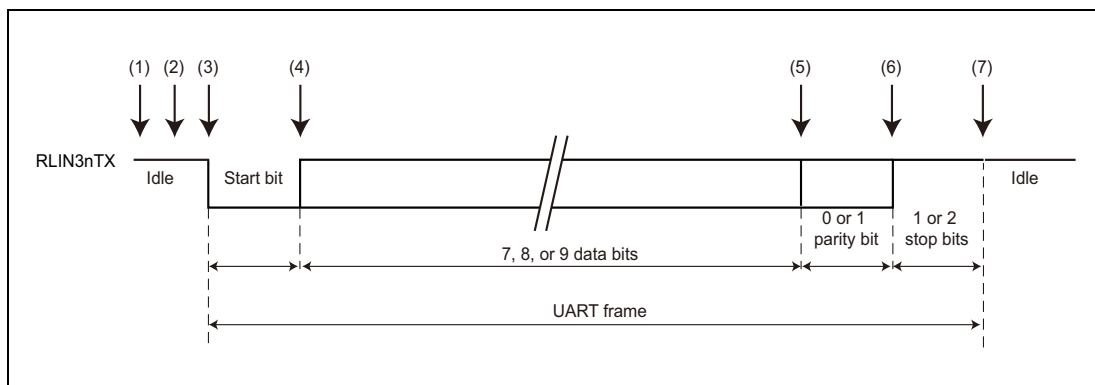 (1) (2) (3) (4) (5) (6) (7)
RLIN3nTX
Idle Start bit Idle
0 or 1
parity bit
1 or 2
stop bits
7, 8, or 9 data bits
UART frame